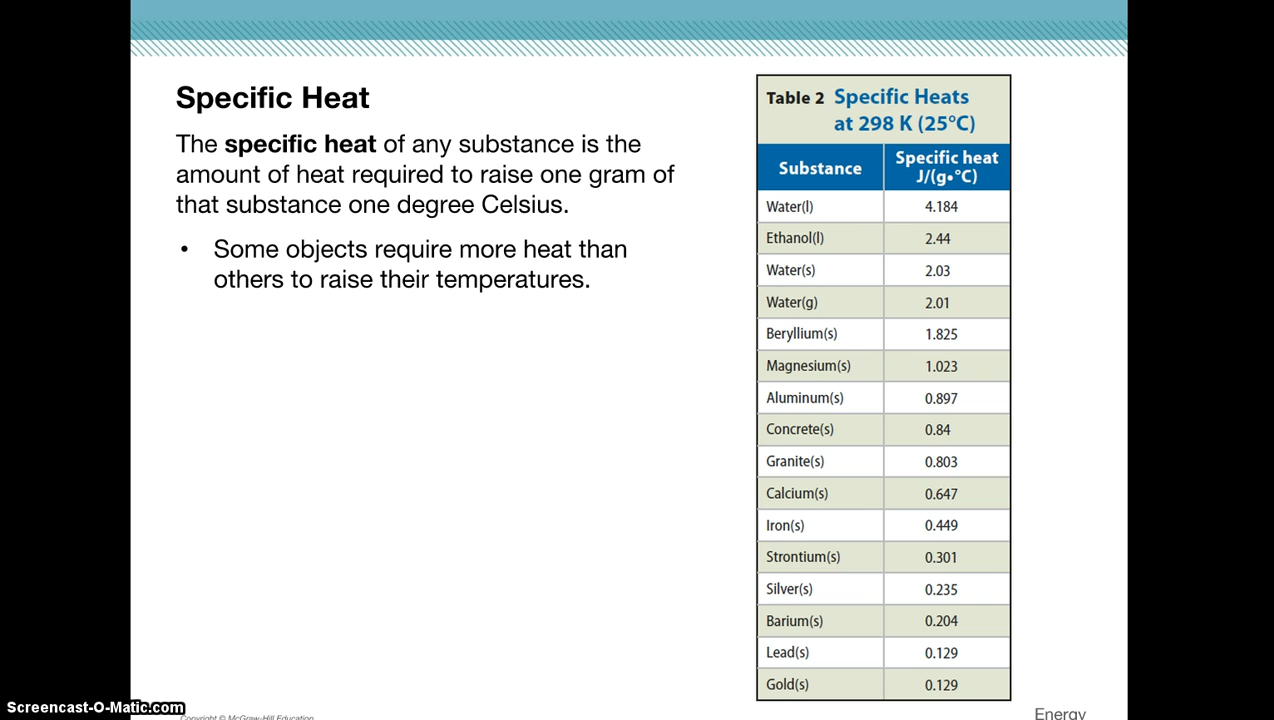 Specific Heat
The specific heat of any substance is the
amount of heat required to raise one gram of
that substance one degree Celsius.
• Some objects require more heat than
others to raise their temperatures.
Table 2 Specific Heats
at 298 K (25°C)
Substance Specific heat
J/(g•°C)
Water(l) 4.184
Ethanol(l) 2.44
Water(s) 2.03
Water(g) 2.01
Beryllium(s) 1.825
Magnesium(s) 1.023
Aluminum(s) 0.897
Concrete(s) 0.84
Granite(s) 0.803
Calcium(s) 0.647
Iron(s) 0.449
Strontium(s) 0.301
Silver(s) 0.235
Barium(s) 0.204
Lead(s) 0.129
Gold(s) 0.129
Screencast-O-Matic.com
Copyright © McGraw-Hill Education
Energy